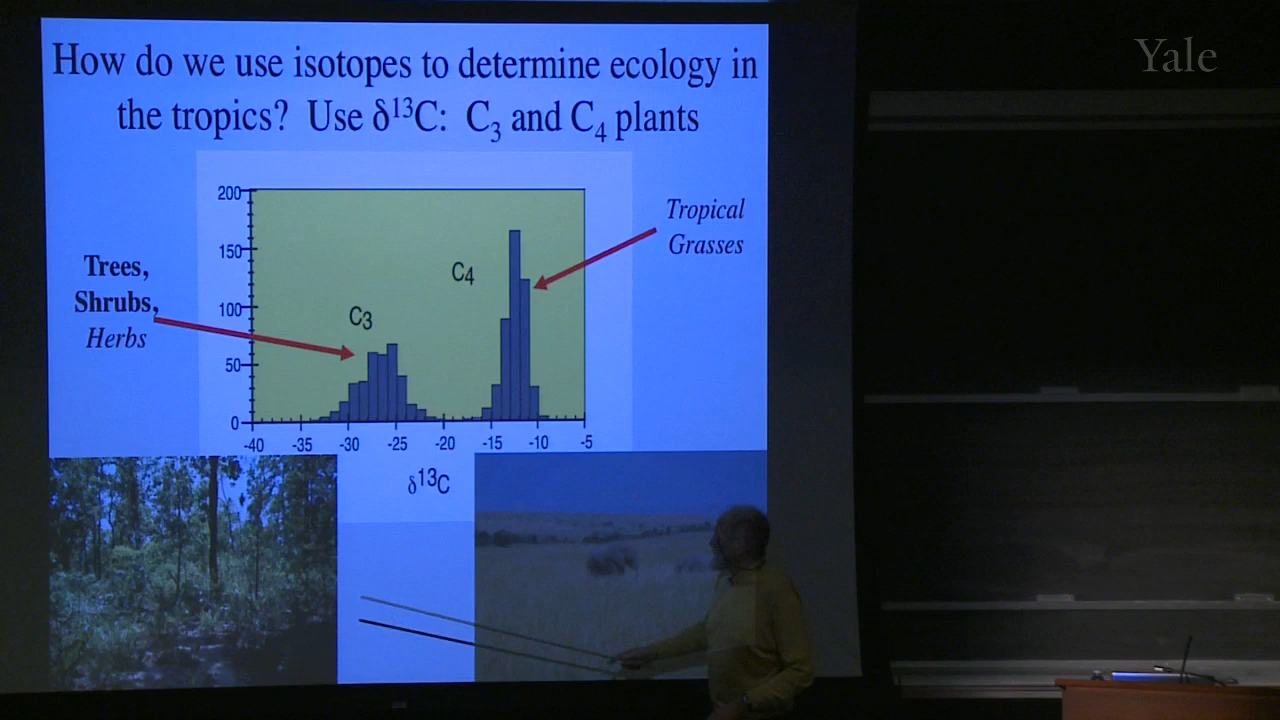 How do we use isotopes to determine ecology in
the tropics? Use δ¹³C: C₃ and C₄ plants
Yale
Tropical
Grasses
Trees,
Shrubs,
Herbs
C₃
C₄
200
150
100
50
0
-40 -35 -30 -25 -20 -15 -10 -5
δ¹³C